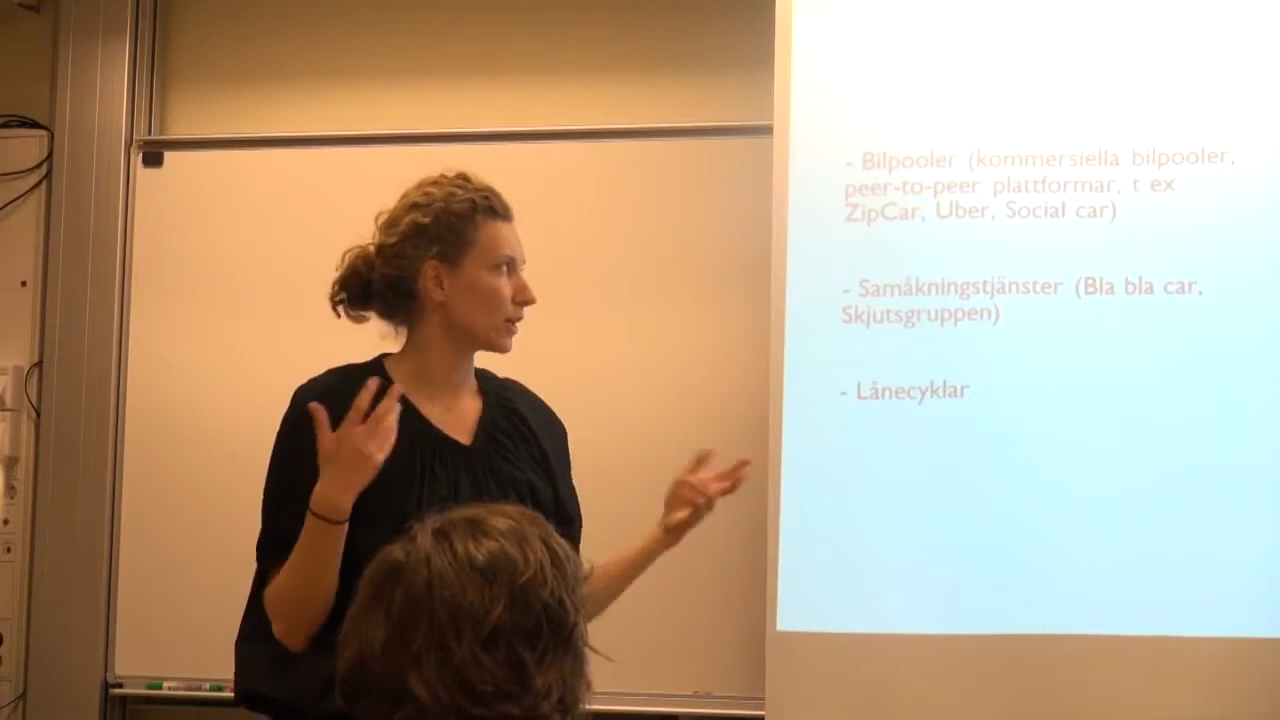 - Bilpooler (kommersiella bilpooler,
peer-to-peer plattformar, t ex
ZipCar, Uber, Social car)
- Samåkningstjänster (Bla bla car,
Skjutsgruppen)
- Lånecyklar